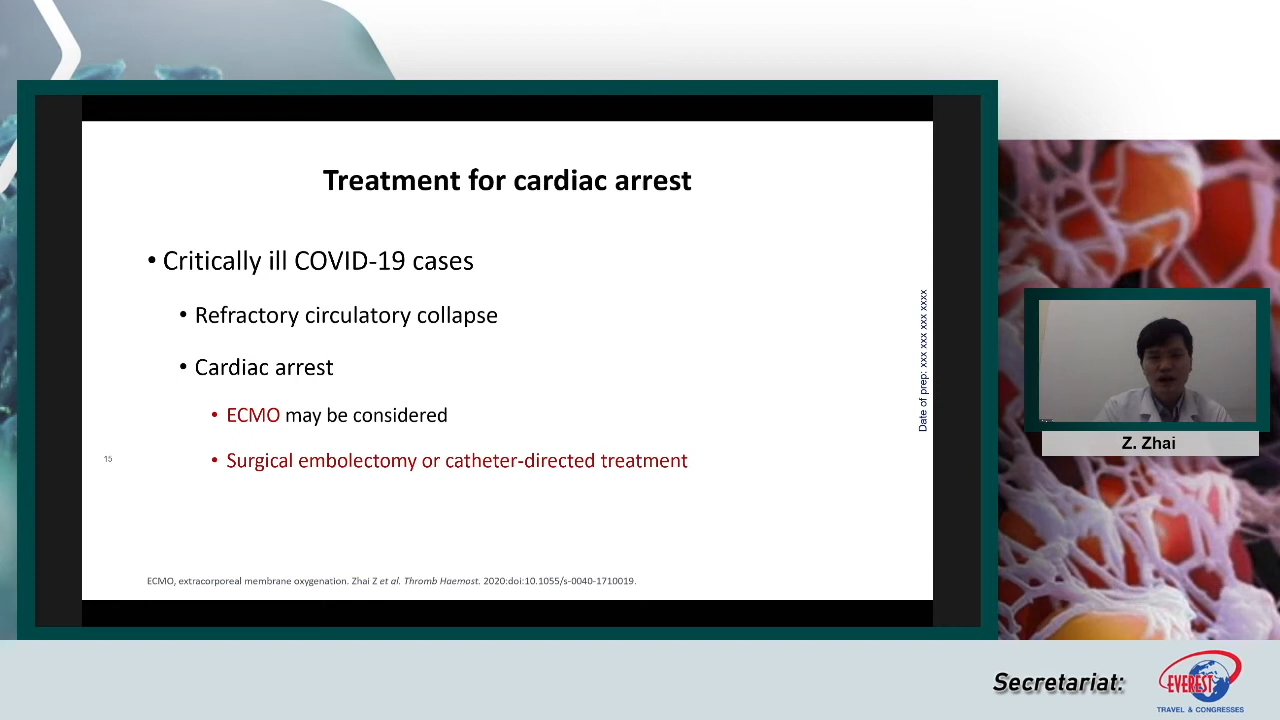 Treatment for cardiac arrest
• Critically ill COVID-19 cases
• Refractory circulatory collapse
• Cardiac arrest
• ECMO may be considered
• Surgical embolectomy or catheter-directed treatment
15
ECMO, extracorporeal membrane oxygenation. Zhai Z et al. Thromb Haemost. 2020:doi:10.1055/s-0040-1710019.
Date of prep: xxx xxx xxx xxxx
Z. Zhai
Secretariat:
EVEREST
TRAVEL & CONGRESSES